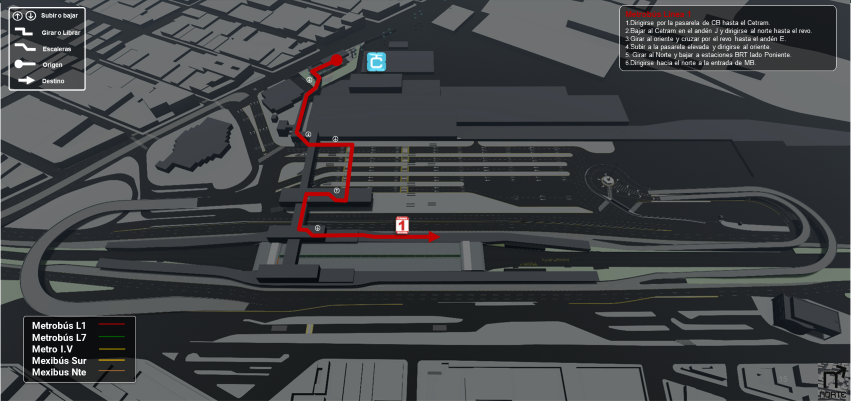 Subir o bajar
Girar o Librar
Escaleras
Origen
Destino
Metrobús Línea 1
1.Dirigirse por la pasarela de CB hasta el Cetram.
2.Bajar al Cetram en el andén J y dirigirse al norte hasta el revo.
3.Girar al oriente y cruzar por el revo hasta el andén E.
4.Subir a la pasarela elevada y dirigirse al oriente.
5. Girar al Norte y bajar a estaciones BRT lado Poniente.
6.Dirigirse hacia el norte a la entrada de MB.
C
1
Metrobús L1
Metrobús L7
Metro l.V
Mexibús Sur
Mexibus Nte
NORTE